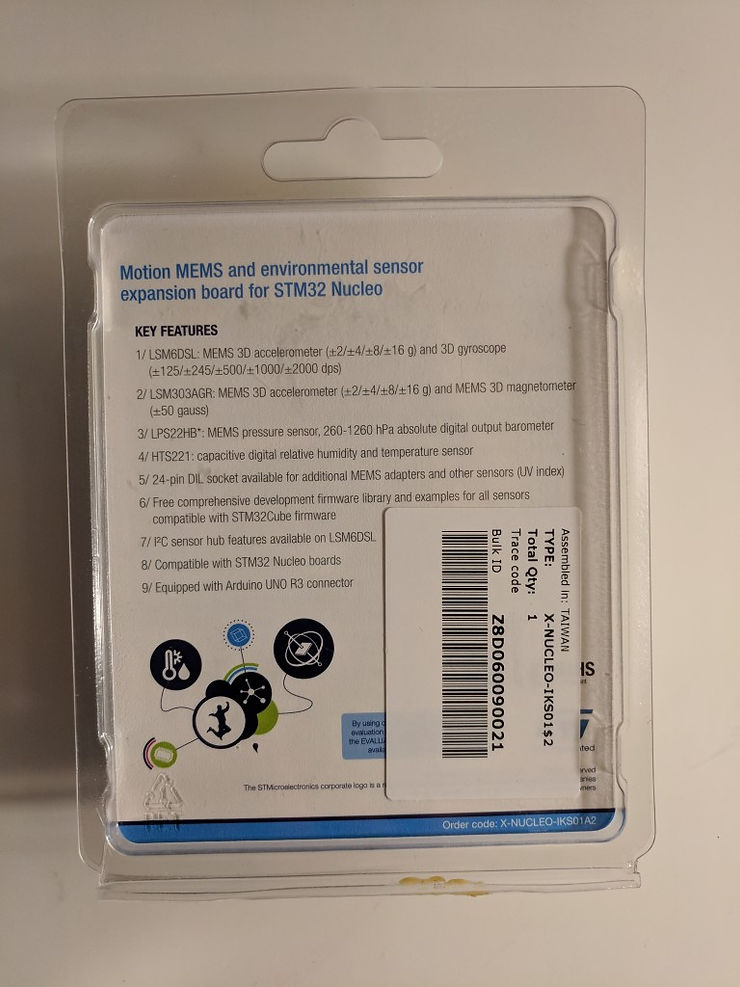 Motion MEMS and environmental sensor
expansion board for STM32 Nucleo
KEY FEATURES
1/ LSM6DSL: MEMS 3D accelerometer (±2/±4/±8/±16 g) and 3D gyroscope
(±125/±245/±500/±1000/±2000 dps)
2/ LSM303AGR: MEMS 3D accelerometer (±2/±4/±8/±16 g) and MEMS 3D magnetometer
(±50 gauss)
3/ LPS22HB*: MEMS pressure sensor, 260-1260 hPa absolute digital output barometer
4/ HTS221: capacitive digital relative humidity and temperature sensor
5/ 24-pin DIL socket available for additional MEMS adapters and other sensors (UV index)
6/ Free comprehensive development firmware library and examples for all sensors
compatible with STM32Cube firmware
7/ I²C sensor hub features available on LSM6DSL
8/ Compatible with STM32 Nucleo boards
9/ Equipped with Arduino UNO R3 connector
Assembled In: TAIWAN
TYPE: X-NUCLEO-IKS01$2
Total Qty: 1
Trace code
Bulk ID Z8D060090021
By using
evaluation
the EVALU
The STMicroelectronics corporate logo is a
Order code: X-NUCLEO-IKS01A2